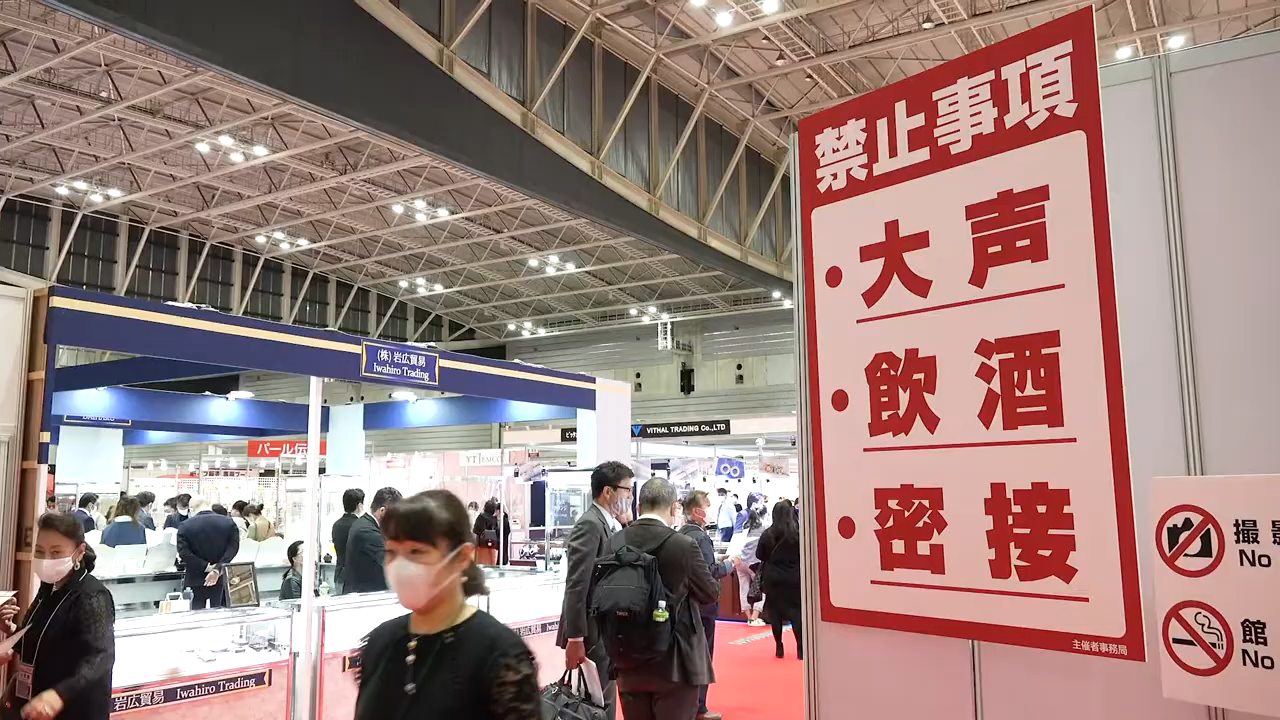 禁止事項
・大声
・飲酒
・密接
主催者事務局
(株)岩広貿易
Iwahiro Trading
VITHAL TRADING Co.,LTD
パール伝
岩広貿易 Iwahiro Trading
撮影
No
館
No